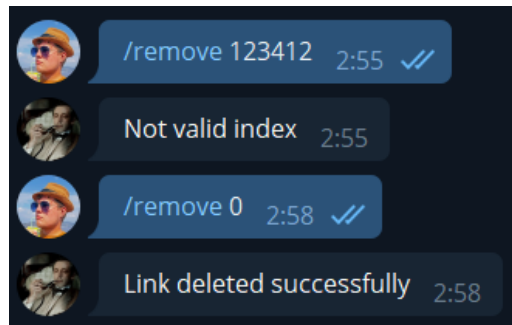 /remove 123412 2:55
Not valid index 2:55
/remove 0 2:58
Link deleted successfully 2:58